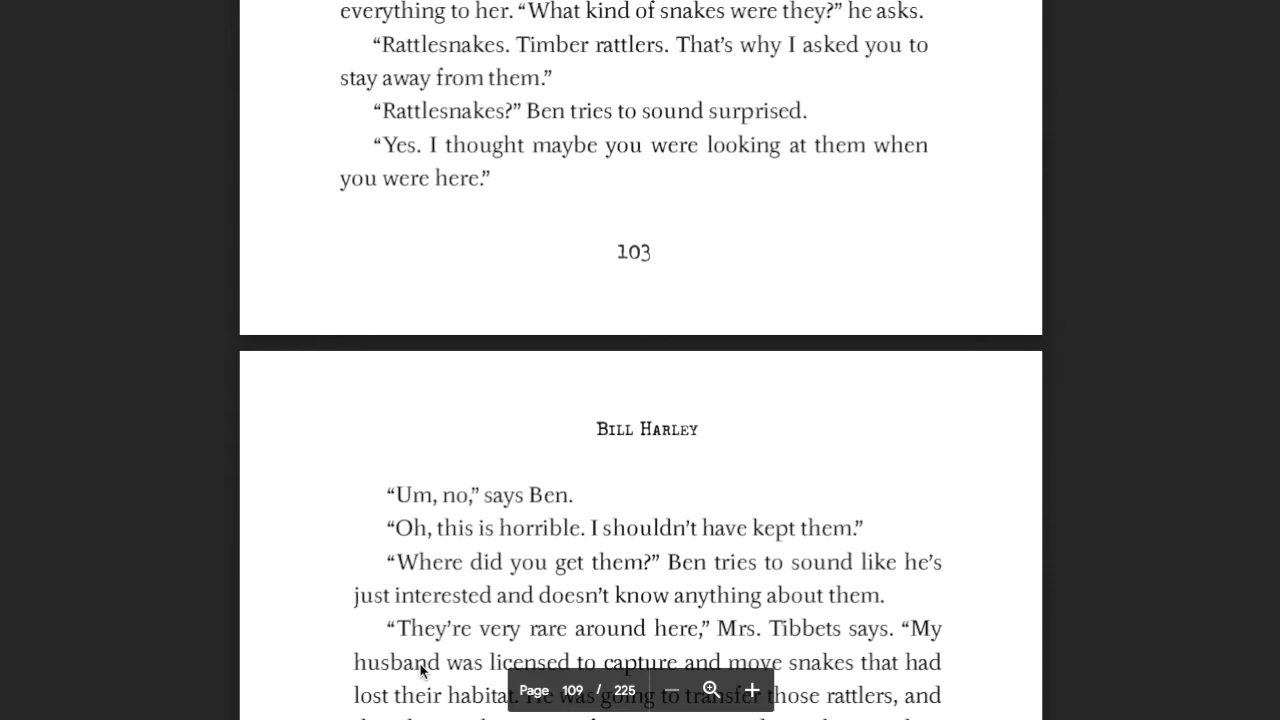 everything to her. “What kind of snakes were they?” he asks.
“Rattlesnakes. Timber rattlers. That’s why I asked you to
stay away from them.”
“Rattlesnakes?” Ben tries to sound surprised.
“Yes. I thought maybe you were looking at them when
you were here.”
103
Bill Harley
“Um, no,” says Ben.
“Oh, this is horrible. I shouldn’t have kept them.”
“Where did you get them?” Ben tries to sound like he’s
just interested and doesn’t know anything about them.
“They’re very rare around here,” Mrs. Tibbets says. “My
husband was licensed to capture and move snakes that had
lost their habitat. He was going to transfer those rattlers, and
Page 109 / 225